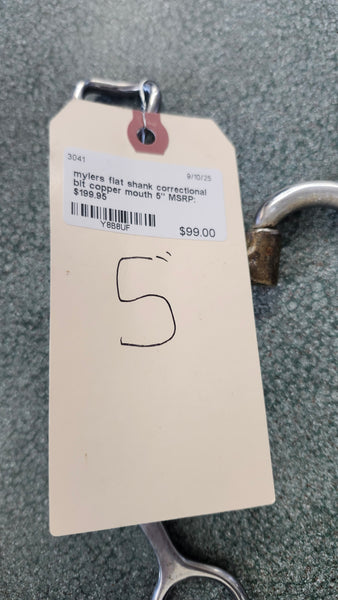 3041 9/10/25
mylers flat shank correctional
bit copper mouth 5" MSRP:
$199.95
Y8B8UF $99.00
5"